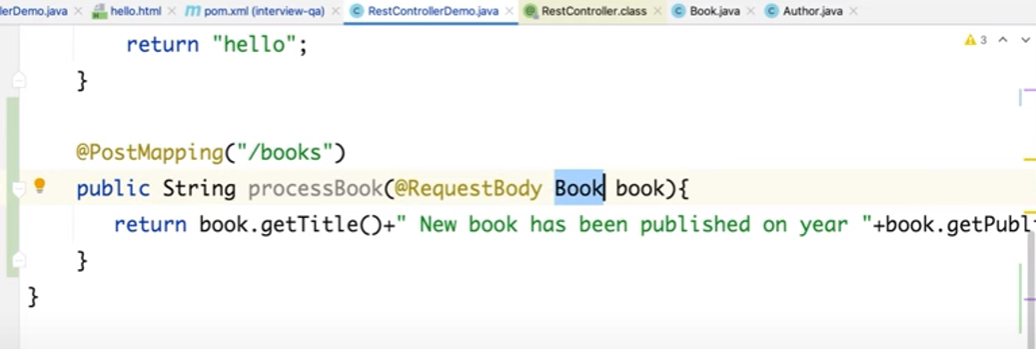 lerDemo.java hello.html pom.xml (interview-qa) RestControllerDemo.java RestController.class Book.java Author.java
return "hello"; 3
}
@PostMapping("/books")
public String processBook(@RequestBody Book book){
return book.getTitle()+" New book has been published on year "+book.getPubl
}
}